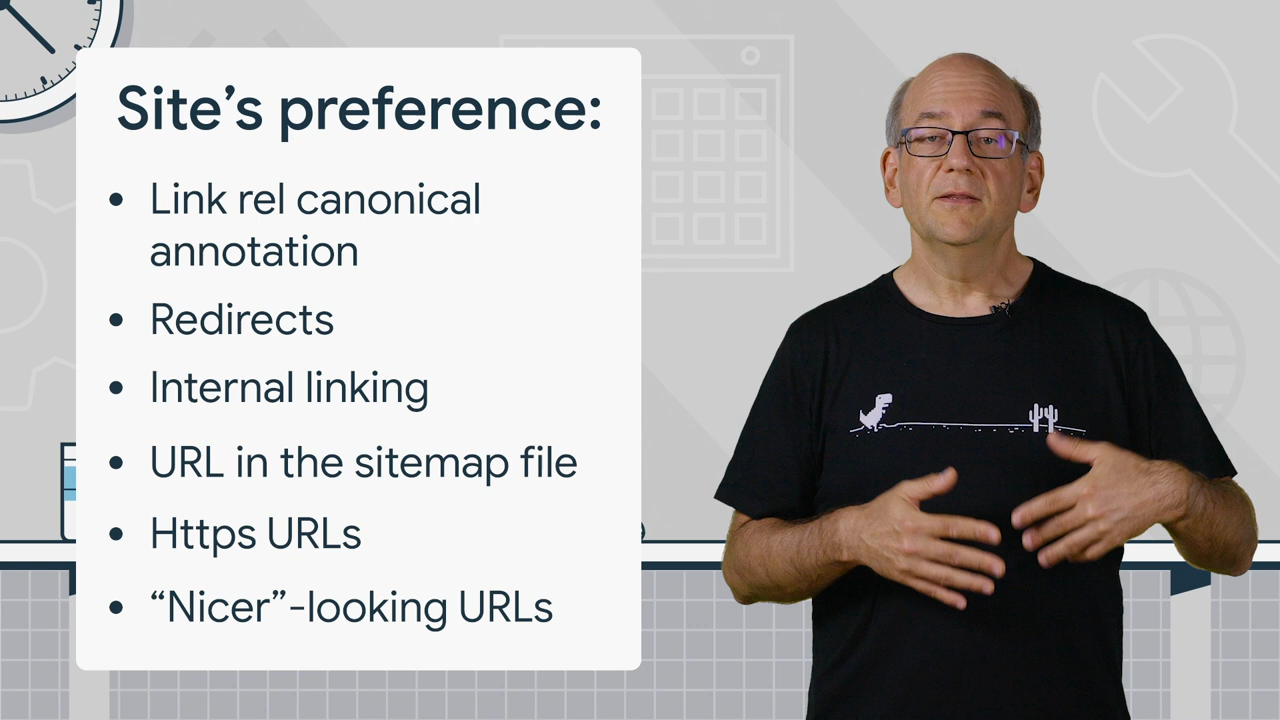 Site’s preference:
• Link rel canonical
annotation
• Redirects
• Internal linking
• URL in the sitemap file
• Https URLs
• “Nicer”-looking URLs